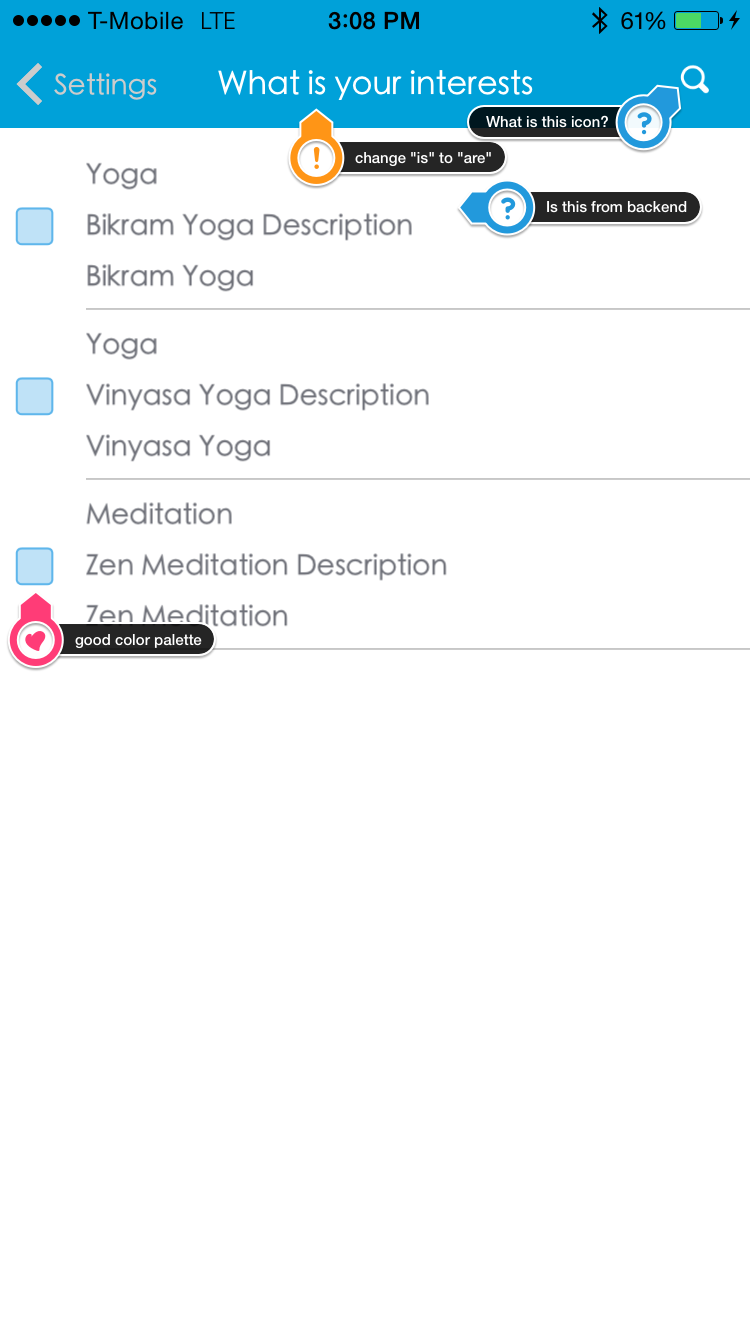 T-Mobile LTE 3:08 PM 61%
Settings What is your interests
What is this icon? ?
! change "is" to "are"
Yoga
? Is this from backend
Bikram Yoga Description
Bikram Yoga
Yoga
Vinyasa Yoga Description
Vinyasa Yoga
Meditation
Zen Meditation Description
Zen Meditation
good color palette